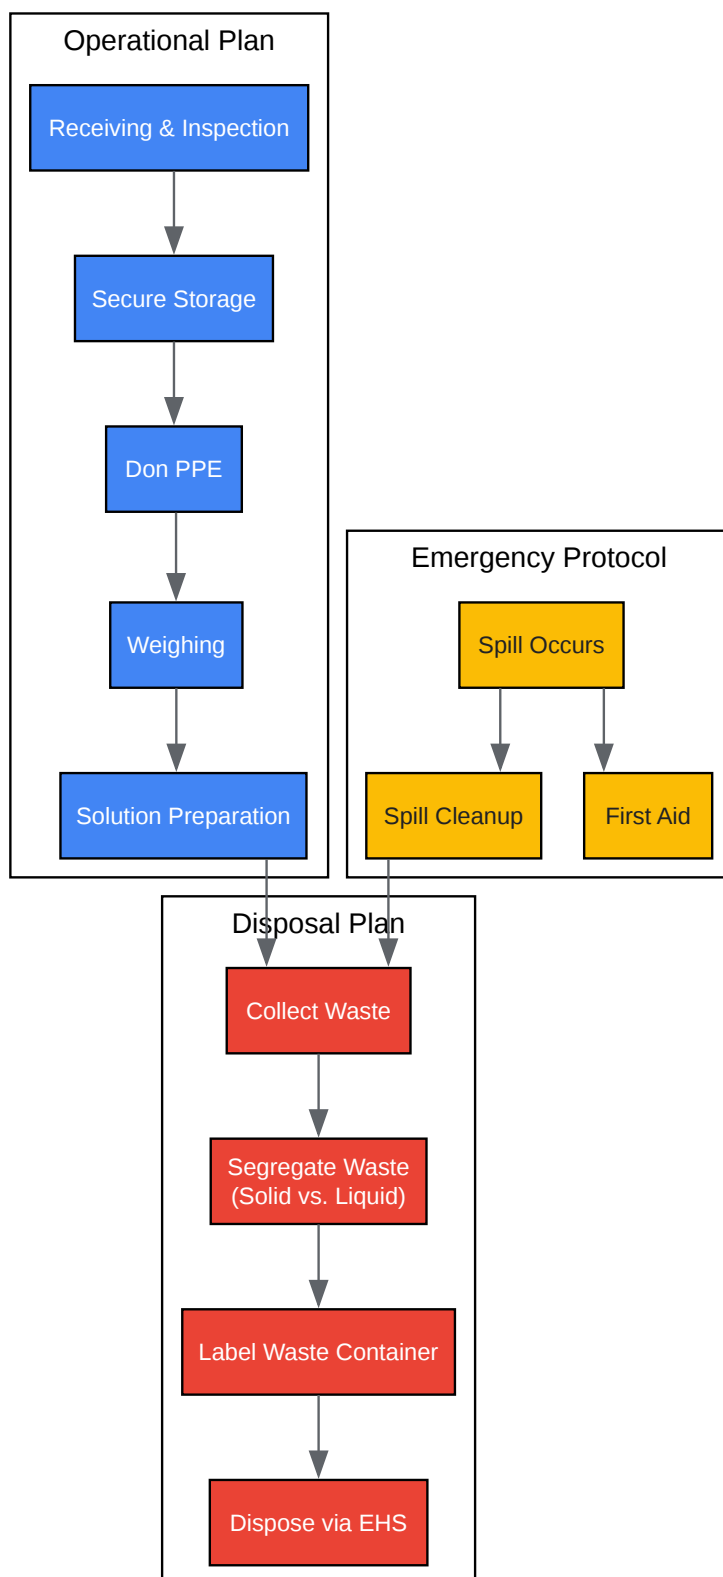 Operational Plan
Receiving & Inspection
Secure Storage
Don PPE
Weighing
Solution Preparation
Emergency Protocol
Spill Occurs
Spill Cleanup
First Aid
Disposal Plan
Collect Waste
Segregate Waste
(Solid vs. Liquid)
Label Waste Container
Dispose via EHS